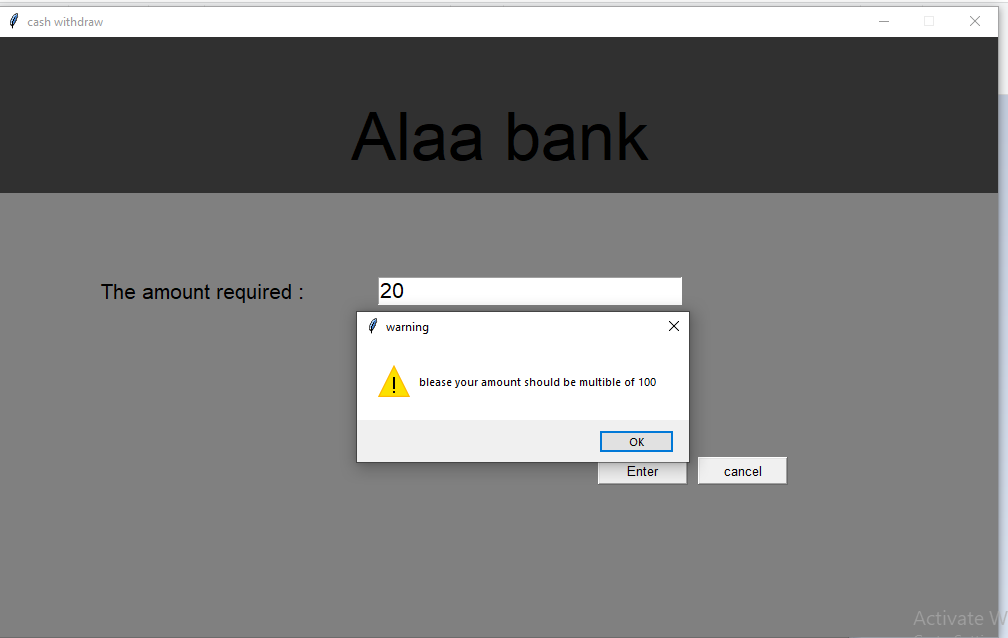 cash withdraw
Alaa bank
The amount required :
20
warning
blease your amount should be multible of 100
OK
Enter
cancel
Activate